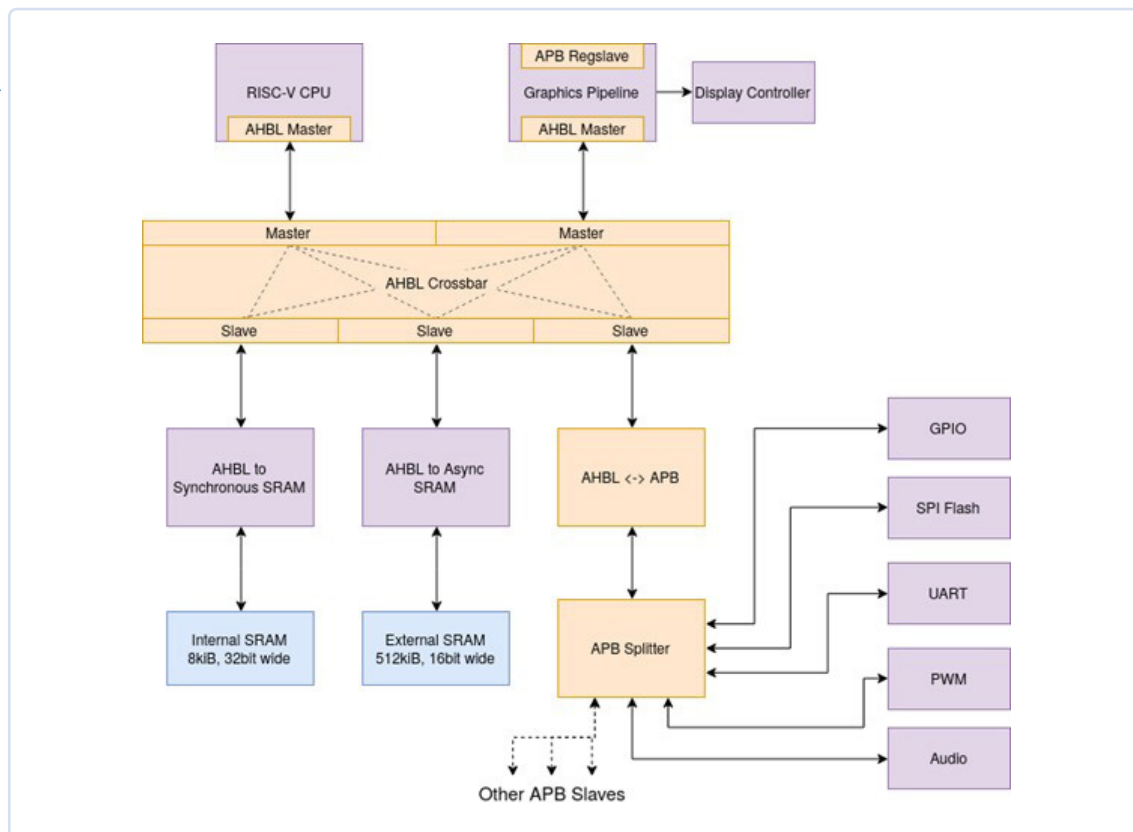 APB Regslave
RISC-V CPU
Graphics Pipeline
Display Controller
AHBL Master
AHBL Master
Master
Master
AHBL Crossbar
Slave
Slave
Slave
AHBL to
Synchronous SRAM
AHBL to Async
SRAM
AHBL <-> APB
GPIO
SPI Flash
UART
Internal SRAM
8kiB, 32bit wide
External SRAM
512kiB, 16bit wide
APB Splitter
PWM
Audio
Other APB Slaves